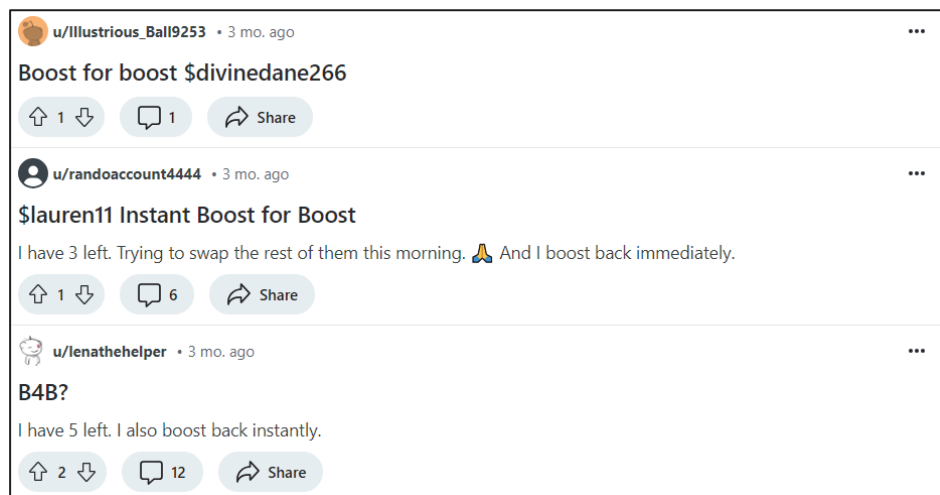 u/Illustrious_Ball9253 • 3 mo. ago
Boost for boost $divinedane266
1 1 Share
u/randoaccount4444 • 3 mo. ago
$lauren11 Instant Boost for Boost
I have 3 left. Trying to swap the rest of them this morning. 🙏 And I boost back immediately.
1 6 Share
u/lenathehelper • 3 mo. ago
B4B?
I have 5 left. I also boost back instantly.
2 12 Share